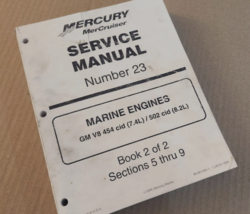 MERCURY
MerCruiser
SERVICE
MANUAL
Number 23
MARINE ENGINES
GM V8 454 cid (7.4L) / 502 cid (8.2L)
Book 2 of 2
Sections 5 thru 9